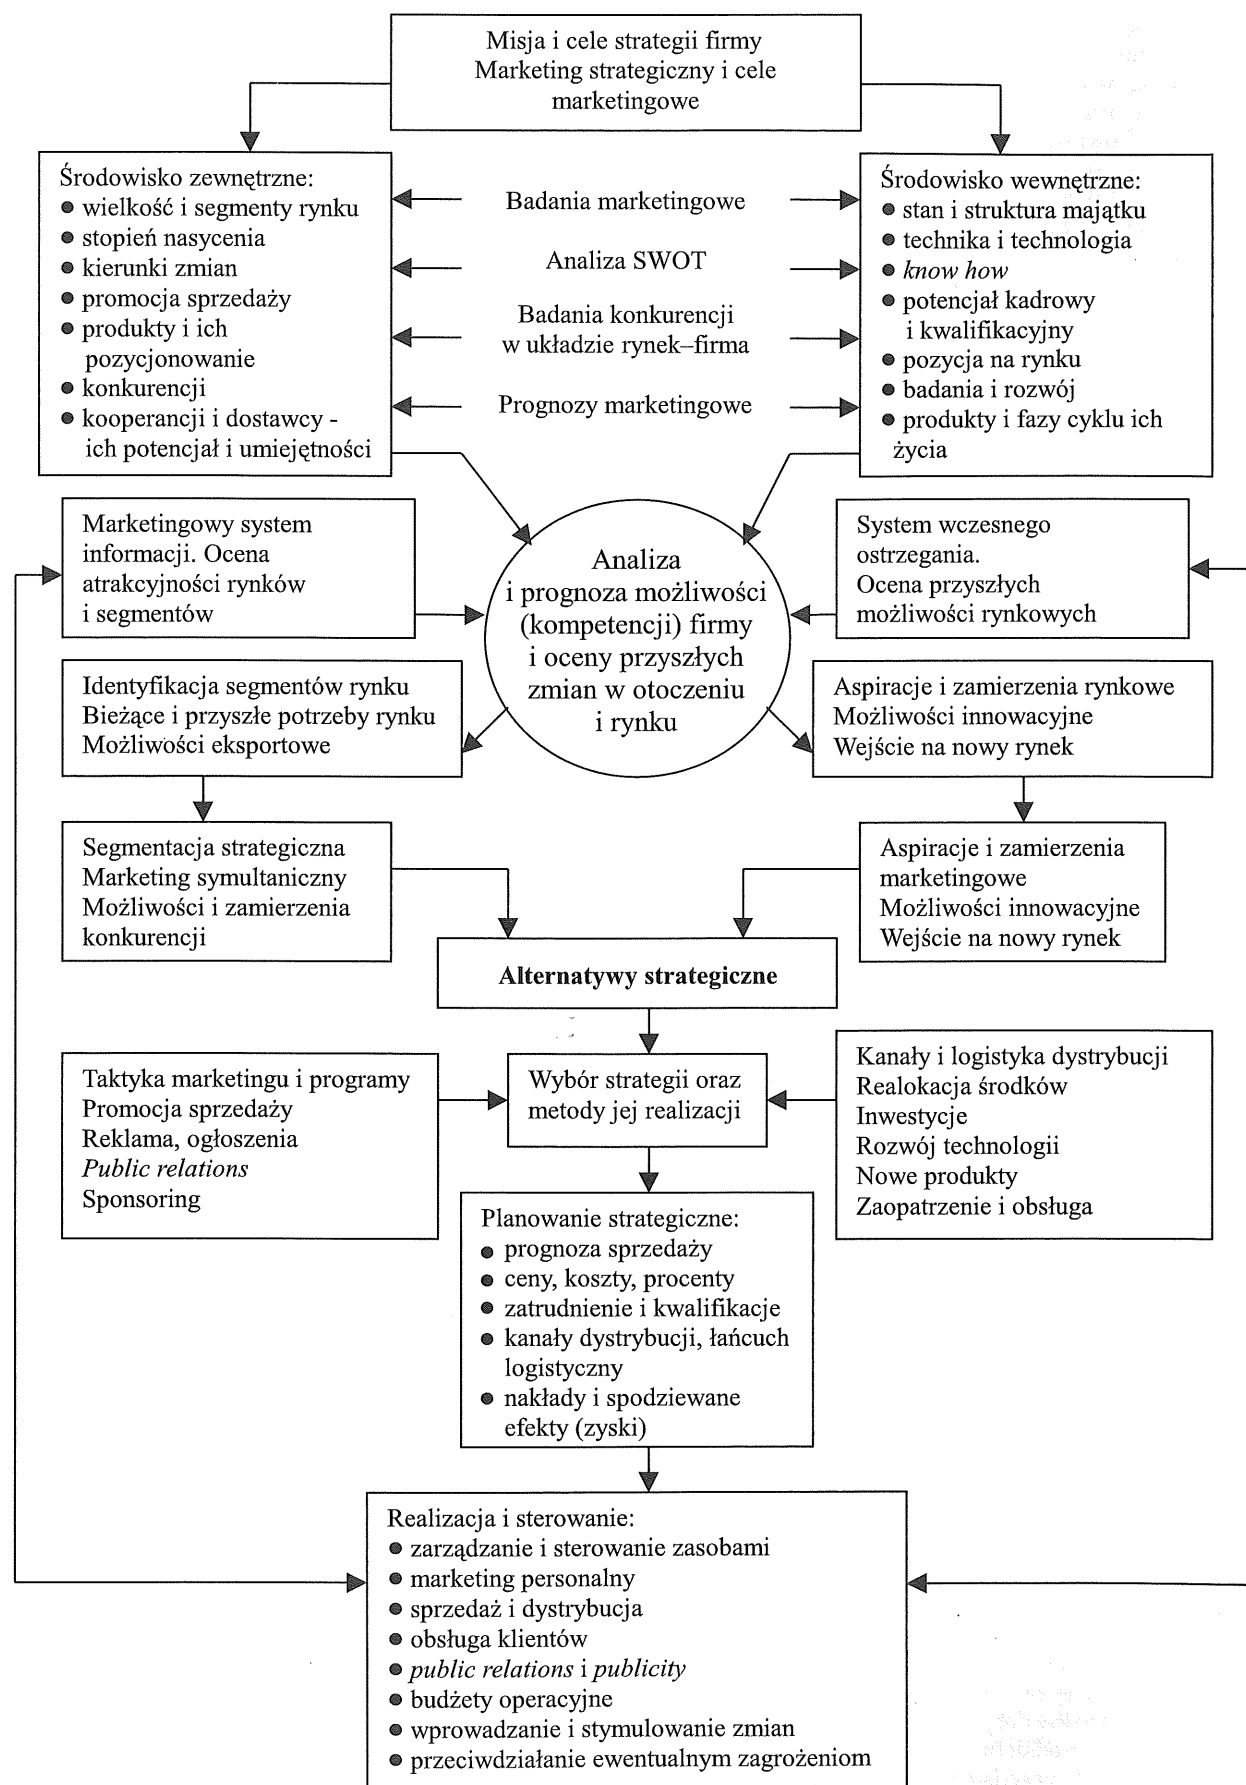 Misja i cele strategii firmy
Marketing strategiczny i cele
marketingowe
Środowisko zewnętrzne:
● wielkość i segmenty rynku
● stopień nasycenia
● kierunki zmian
● promocja sprzedaży
● produkty i ich
pozycjonowanie
● konkurencji
● kooperancji i dostawcy -
ich potencjał i umiejętności
Badania marketingowe
Analiza SWOT
Badania konkurencji
w układzie rynek–firma
Prognozy marketingowe
Środowisko wewnętrzne:
● stan i struktura majątku
● technika i technologia
● know how
● potencjał kadrowy
i kwalifikacyjny
● pozycja na rynku
● badania i rozwój
● produkty i fazy cyklu ich
życia
Marketingowy system
informacji. Ocena
atrakcyjności rynków
i segmentów
Analiza
i prognoza możliwości
(kompetencji) firmy
i oceny przyszłych
zmian w otoczeniu
i rynku
System wczesnego
ostrzegania.
Ocena przyszłych
możliwości rynkowych
Identyfikacja segmentów rynku
Bieżące i przyszłe potrzeby rynku
Możliwości eksportowe
Aspiracje i zamierzenia rynkowe
Możliwości innowacyjne
Wejście na nowy rynek
Segmentacja strategiczna
Marketing symultaniczny
Możliwości i zamierzenia
konkurencji
Aspiracje i zamierzenia
marketingowe
Możliwości innowacyjne
Wejście na nowy rynek
Alternatywy strategiczne
Taktyka marketingu i programy
Promocja sprzedaży
Reklama, ogłoszenia
Public relations
Sponsoring
Wybór strategii oraz
metody jej realizacji
Kanały i logistyka dystrybucji
Realokacja środków
Inwestycje
Rozwój technologii
Nowe produkty
Zaopatrzenie i obsługa
Planowanie strategiczne:
● prognoza sprzedaży
● ceny, koszty, procenty
● zatrudnienie i kwalifikacje
● kanały dystrybucji, łańcuch
logistyczny
● nakłady i spodziewane
efekty (zyski)
Realizacja i sterowanie:
● zarządzanie i sterowanie zasobami
● marketing personalny
● sprzedaż i dystrybucja
● obsługa klientów
● public relations i publicity
● budżety operacyjne
● wprowadzanie i stymulowanie zmian
● przeciwdziałanie ewentualnym zagrożeniom